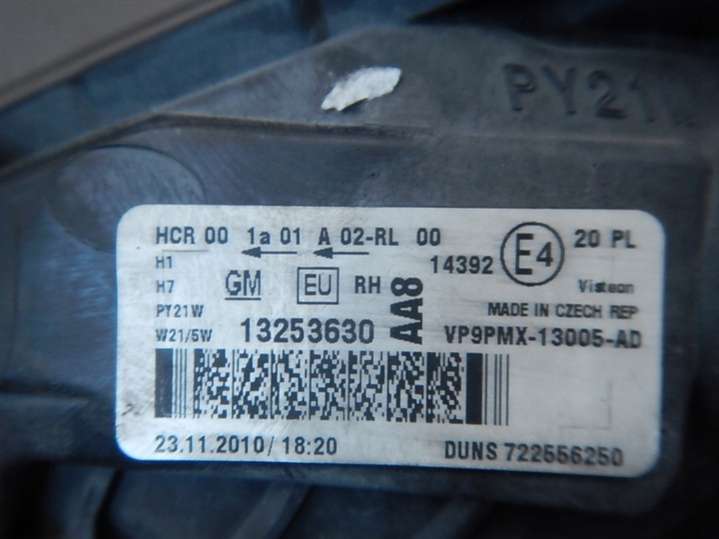 PY21W
HCR 00 1a 01 A 02-RL 00
20 PL
E4
14392
H1
H7
GM EU RH
AA8
Visteon
PY21W
MADE IN CZECH REP
W21/5W 13253630
VP9PMX-13005-AD
23.11.2010/ 18:20
DUNS 722556250